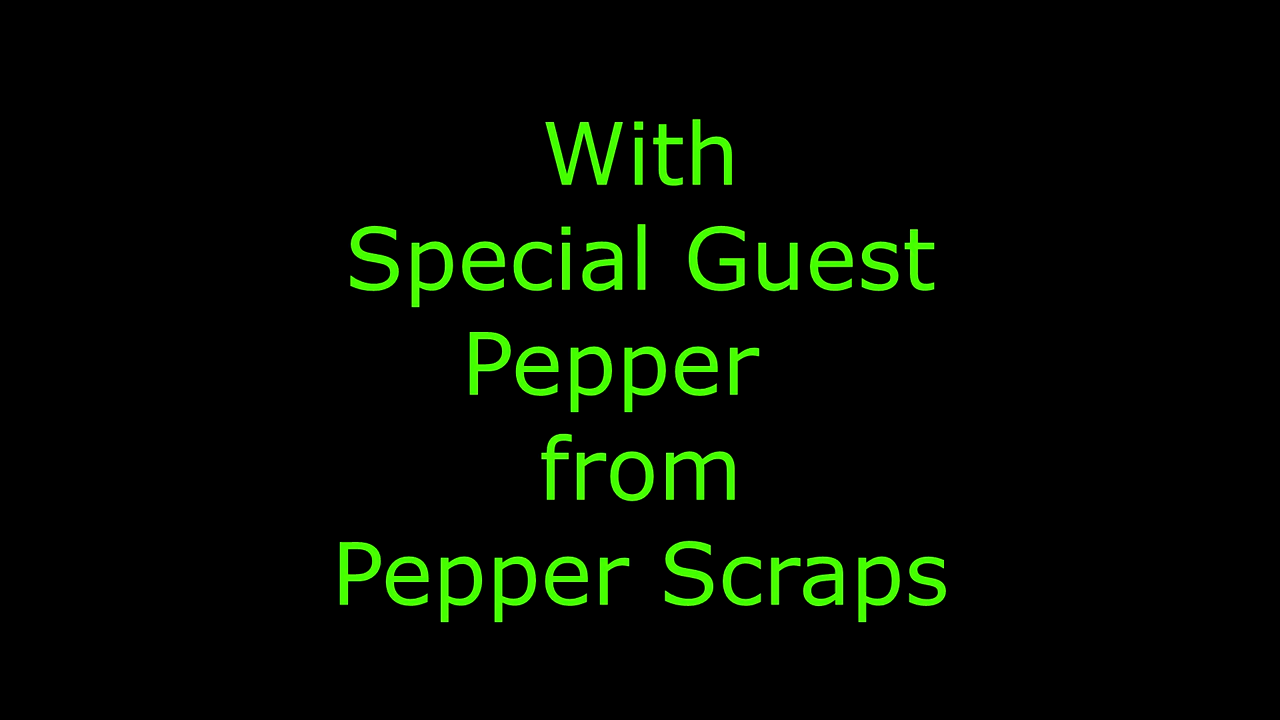 With
Special Guest
Pepper
from
Pepper Scraps